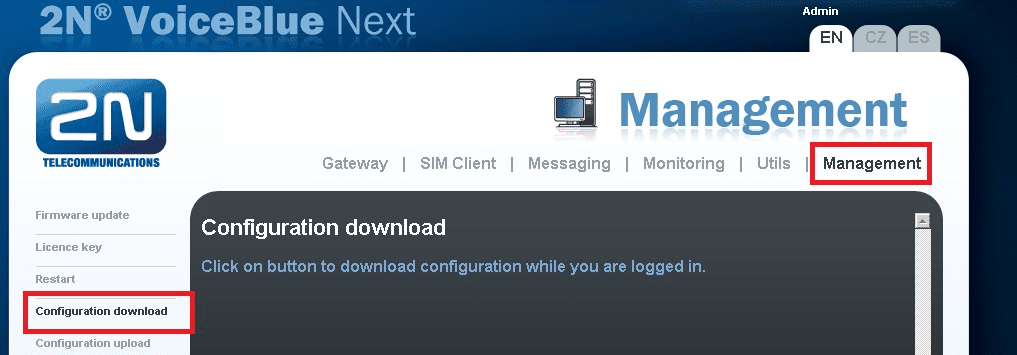 2N® VoiceBlue Next
Admin
EN CZ ES
2N
TELECOMMUNICATIONS
Management
Gateway | SIM Client | Messaging | Monitoring | Utils | Management
Firmware update
Licence key
Restart
Configuration download
Configuration upload
Configuration download
Click on button to download configuration while you are logged in.